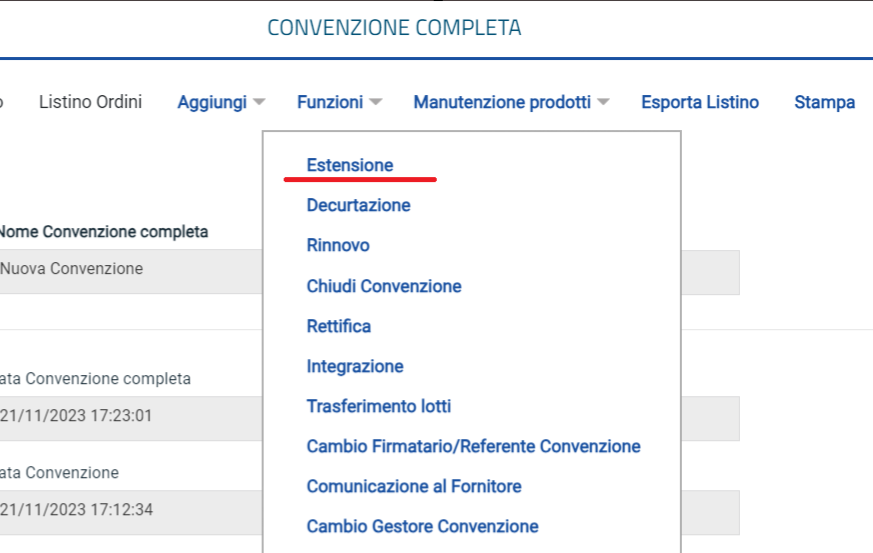 CONVENZIONE COMPLETA
Listino Ordini Aggiungi Funzioni Manutenzione prodotti Esporta Listino Stampa
Estensione
Decurtazione
Nome Convenzione completa
Rinnovo
Nuova Convenzione
Chiudi Convenzione
Rettifica
Integrazione
ata Convenzione completa
Trasferimento lotti
21/11/2023 17:23:01
Cambio Firmatario/Referente Convenzione
ata Convenzione
Comunicazione al Fornitore
21/11/2023 17:12:34
Cambio Gestore Convenzione